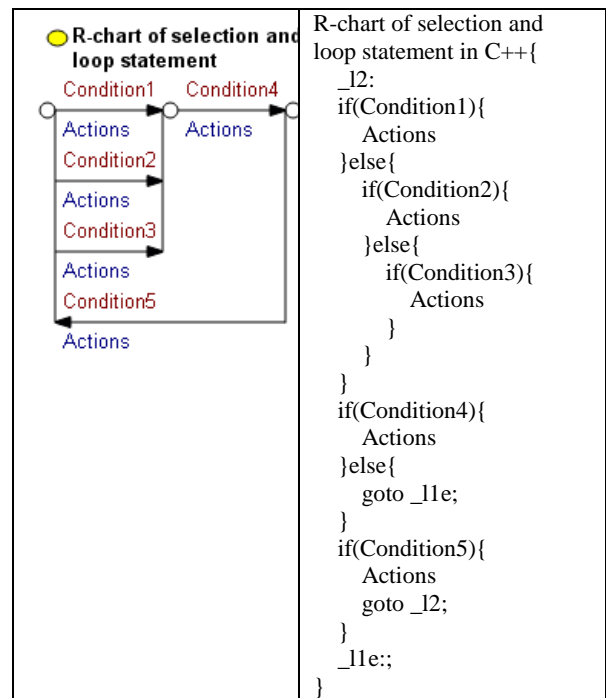 R-chart of selection and
loop statement
Condition1 Condition4
Actions Actions
Condition2
Actions
Condition3
Actions
Condition5
Actions
R-chart of selection and
loop statement in C++{
_l2:
if(Condition1){
Actions
}else{
if(Condition2){
Actions
}else{
if(Condition3){
Actions
}
}
}
if(Condition4){
Actions
}else{
goto _l1e;
}
if(Condition5){
Actions
goto _l2;
}
_l1e:;
}